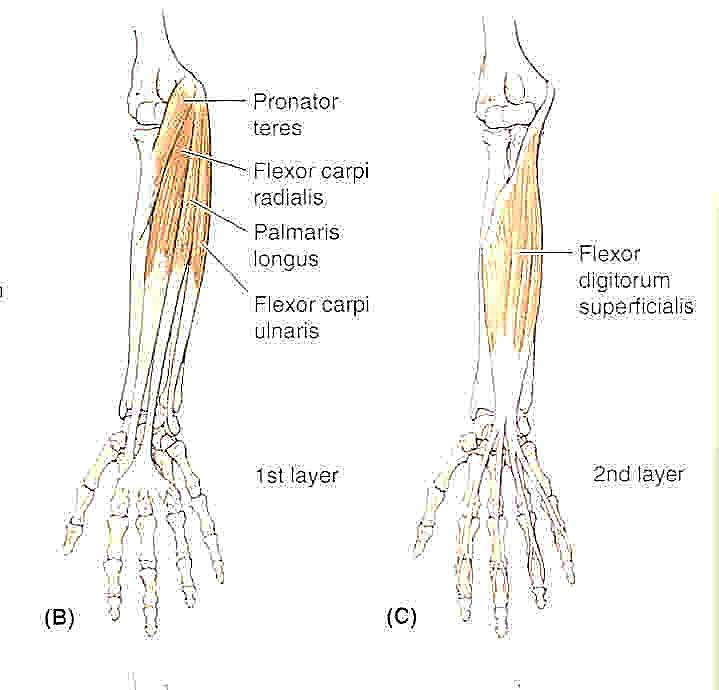 Pronator
teres
Flexor carpi
radialis
Palmaris
longus
Flexor carpi
ulnaris
1st layer
(B)
Flexor
digitorum
superficialis
2nd layer
(C)